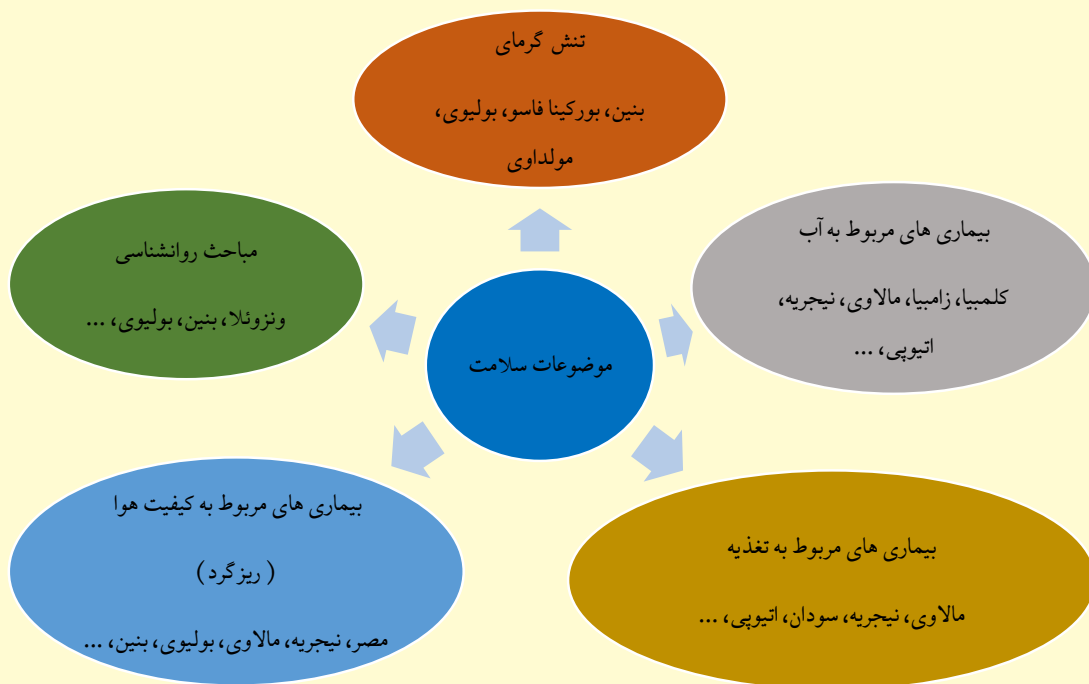 تنش گرمای
بنین، بورکینا فاسو، بولیوی،
مولداوی
بیماری های مربوط به آب
کلمبیا، زامبیا، مالاوی، نیجریه،
اتیوپی، ...
مباحث روانشناسی
ونزوئلا، بنین، بولیوی، ...
موضوعات سلامت
بیماری های مربوط به تغذیه
مالاوی، نیجریه، سودان، اتیوپی، ...
بیماری های مربوط به کیفیت هوا
( ریزگرد )
مصر، نیجریه، مالاوی، بولیوی، بنین، ...